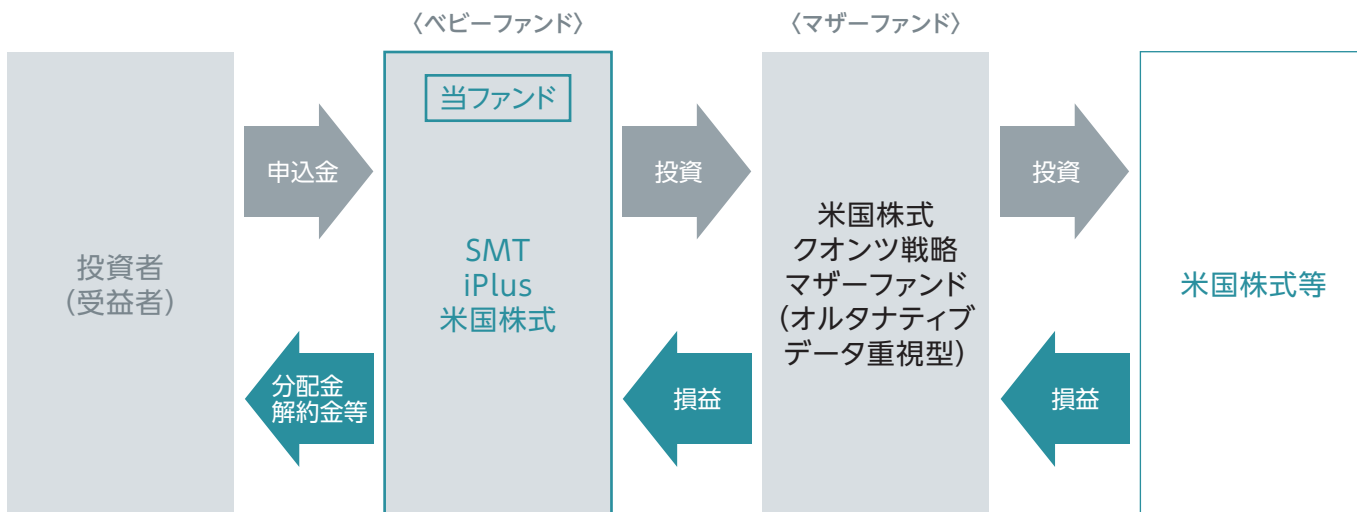 〈ベビーファンド〉
〈マザーファンド〉
当ファンド
申込金
投資
投資
投資者
(受益者)
SMT
iPlus
米国株式
米国株式
クオンツ戦略
マザーファンド
(オルタナティブ
データ重視型)
米国株式等
分配金
解約金等
損益
損益